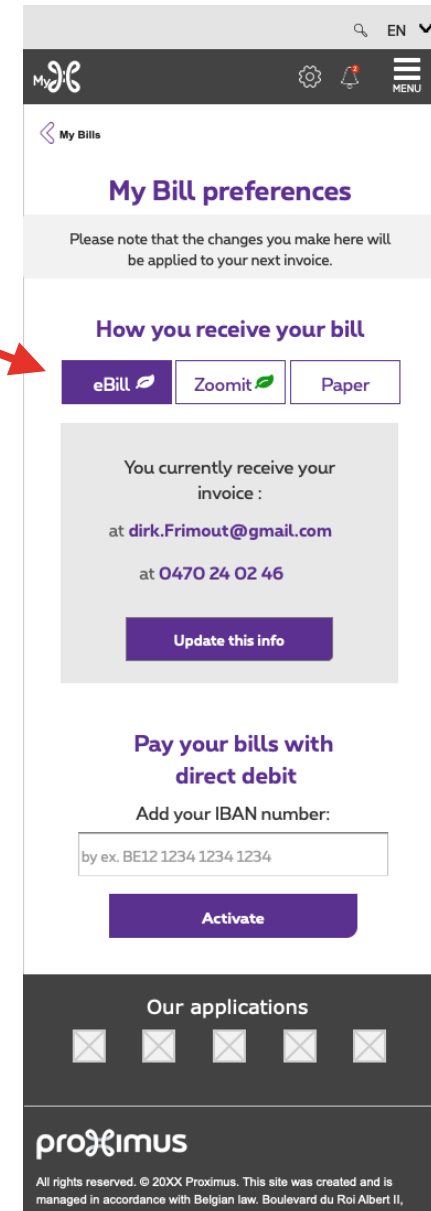 EN
My
2
MENU
My Bills
My Bill preferences
Please note that the changes you make here will
be applied to your next invoice.
How you receive your bill
eBill
Zoomit
Paper
You currently receive your
invoice :
at dirk.Frimout@gmail.com
at 0470 24 02 46
Update this info
Pay your bills with
direct debit
Add your IBAN number:
by ex. BE12 1234 1234 1234
Activate
Our applications
proximus
All rights reserved. © 20XX Proximus. This site was created and is
managed in accordance with Belgian law. Boulevard du Roi Albert II,